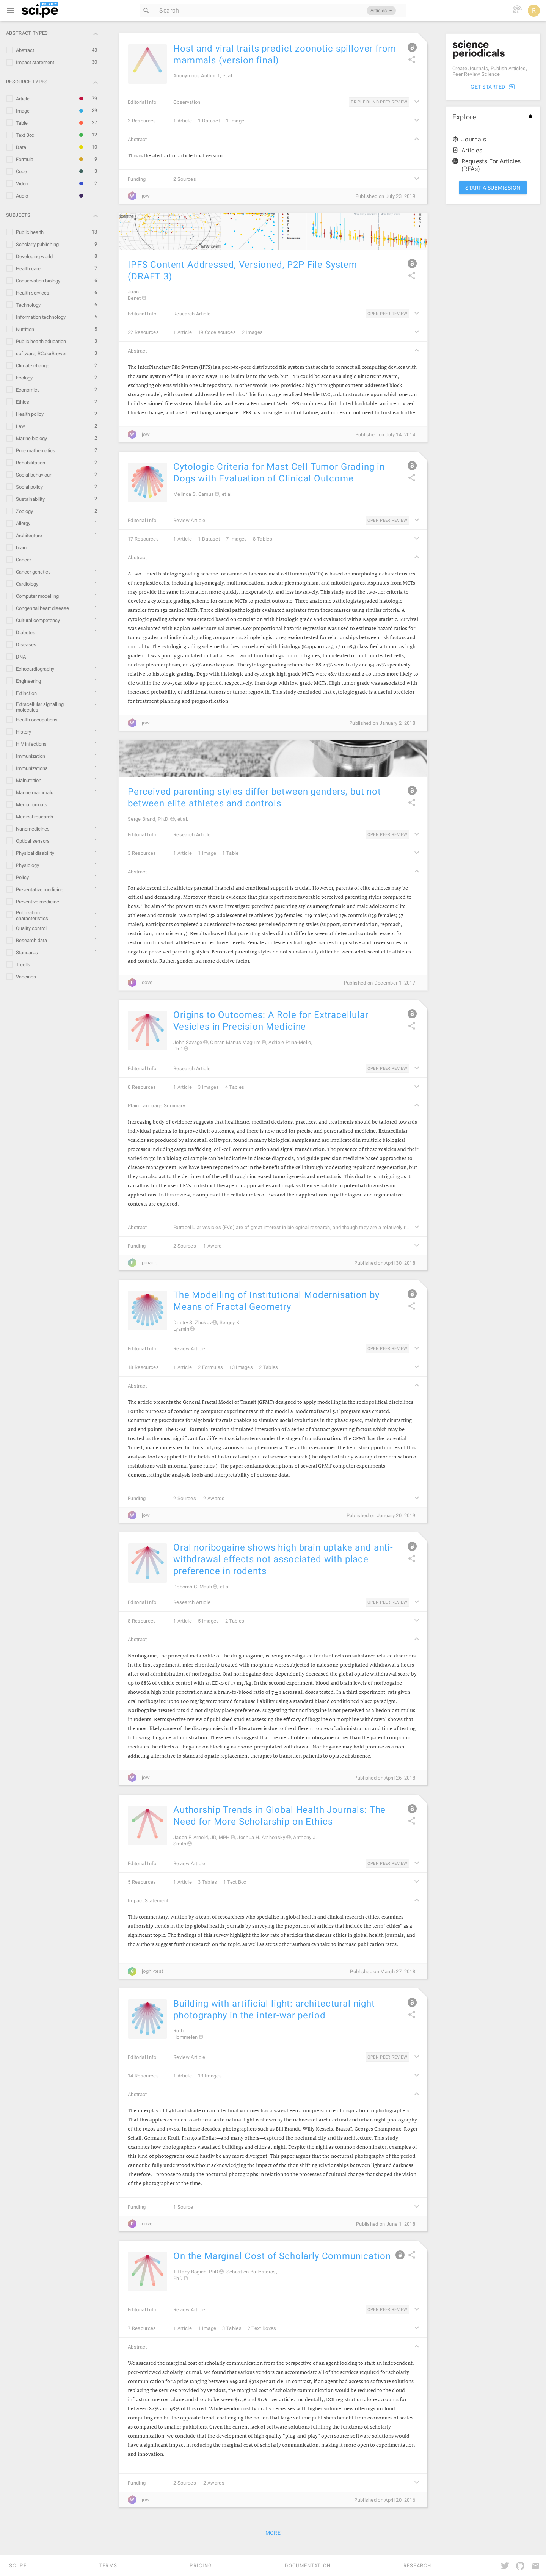 sci.pe
Search
Articles
ABSTRACT TYPES
Abstract 43
Impact statement 30
RESOURCE TYPES
Article 79
Image 59
Table 37
Text Box 12
Data 10
Formula 9
Code 3
Video 2
Audio 1
SUBJECTS
Public health 13
Scholarly publishing 9
Developing world 8
Health care 7
Conservation biology 6
Health services 6
Technology 6
Information technology 5
Nutrition 5
Public health education 3
software; RColorBrewer 3
Climate change 2
Ecology 2
Economics 2
Ethics 2
Health policy 2
Law 2
Marine biology 2
Pure mathematics 2
Rehabilitation 2
Social behaviour 2
Social policy 2
Sustainability 2
Zoology 2
Allergy 1
Architecture 1
brain 1
Cancer 1
Cancer genetics 1
Cardiology 1
Computer modelling 1
Congenital heart disease 1
Cultural competency 1
Diabetes 1
Diseases 1
DNA 1
Echocardiography 1
Engineering 1
Extinction 1
Extracellular signalling molecules 1
Health occupations 1
History 1
HIV infections 1
Immunization 1
Immunizations 1
Malnutrition 1
Marine mammals 1
Media formats 1
Medical research 1
Nanomedicines 1
Optical sensors 1
Physical disability 1
Physiology 1
Policy 1
Preventative medicine 1
Preventive medicine 1
Publication characteristics 1
Quality control 1
Research data 1
Standards 1
T cells 1
Vaccines 1
Host and viral traits predict zoonotic spillover from
mammals (version final)
Anonymous Author 1, et al.
Editorial Info Observation TRIPLE BLIND PEER REVIEW
3 Resources 1 Article 1 Dataset 1 Image
Abstract
This is the abstract of article final version.
Funding 2 Sources
jow Published on July 23, 2019
IPFS Content Addressed, Versioned, P2P File System
(DRAFT 3)
Juan
Benet
Editorial Info Research Article OPEN PEER REVIEW
22 Resources 1 Article 19 Code sources 2 Images
Abstract
The InterPlanetary File System (IPFS) is a peer-to-peer distributed file system that seeks to connect all computing devices with
the same system of files. In some ways, IPFS is similar to the Web, but IPFS could be seen as a single BitTorrent swarm,
exchanging objects within one Git repository. In other words, IPFS provides a high throughput content-addressed block
storage model, with content-addressed hyperlinks. This forms a generalized Merkle DAG, a data structure upon which one can
build versioned file systems, blockchains, and even a Permanent Web. IPFS combines a distributed hashtable, an incentivized
block exchange, and a self-certifying namespace. IPFS has no single point of failure, and nodes do not need to trust each other.
jow Published on July 14, 2014
Cytologic Criteria for Mast Cell Tumor Grading in
Dogs with Evaluation of Clinical Outcome
Melinda S. Camus, et al.
Editorial Info Review Article OPEN PEER REVIEW
17 Resources 1 Article 1 Dataset 7 Images 8 Tables
Abstract
A two-tiered histologic grading scheme for canine cutaneous mast cell tumors (MCTs) is based on morphologic characteristics
of neoplastic cells, including karyomegaly, multinucleation, nuclear pleomorphism, and mitotic figures. Aspirates from MCTs
may provide the same information more quickly, inexpensively, and less invasively. This study used the two-tier criteria to
develop a cytologic grading scheme for canine MCTs to predict outcome. Three anatomic pathologists graded histologic
samples from 152 canine MCTs. Three clinical pathologists evaluated aspirates from these masses using similar criteria. A
cytologic grading scheme was created based on correlation with histologic grade and evaluated with a Kappa statistic. Survival
was evaluated with Kaplan Meier survival curves. Cox proportional hazards regression was used to estimate hazard ratios for
tumor grades and individual grading components. Simple logistic regression tested for relationships between risk factors and
mortality. The cytologic grading scheme that best correlated with histology (Kappa=0.725, +/-0.085) classified a tumor as high
grade if it was poorly granulated or had at least two of four findings: mitotic figures, binucleated or multinucleated cells,
nuclear pleomorphism, or >50% anisokaryosis. The cytologic grading scheme had 88.24% sensitivity and 94.07% specificity
relative to histologic grading. Dogs with histologic and cytologic high grade MCTs were 38.7 times and 25.0 times more likely to
die within the two-year follow-up period, respectively, than dogs with low grade MCTs. High tumor grade was associated with
increased probability of additional tumors or tumor regrowth. This study concluded that cytologic grade is a useful predictor
for treatment planning and prognostication.
jow Published on January 2, 2018
Perceived parenting styles differ between genders, but not
between elite athletes and controls
Serge Brand, Ph.D., et al.
Editorial Info Research Article OPEN PEER REVIEW
3 Resources 1 Article 1 Image 1 Table
Abstract
For adolescent elite athletes parental financial and emotional support is crucial. However, parents of elite athletes may be
critical and demanding. Moreover, there is evidence that girls report more favorable perceived parenting styles compared to
boys. The aims of the present study was to investigate perceived parenting styles among female and male adolescent elite
athletes and controls. We sampled 258 adolescent elite athletes (139 females; 119 males) and 176 controls (139 females; 37
males). Participants completed a questionnaire to assess perceived parenting styles (support, commendation, reproach,
restriction, inconsistency). Results showed that parenting styles do not differ between athletes and controls, except for
restriction for which athletes reported lower levels. Female adolescents had higher scores for positive and lower scores for
negative perceived parenting styles. Perceived parenting styles do not substantially differ between adolescent elite athletes
and controls. Rather, gender is a more decisive factor.
dove Published on December 1, 2017
Origins to Outcomes: A Role for Extracellular
Vesicles in Precision Medicine
John Savage, Ciaran Manus Maguire, Adriele Prina-Mello,
PhD
Editorial Info Research Article OPEN PEER REVIEW
8 Resources 1 Article 3 Images 4 Tables
Plain Language Summary
Increasing body of evidence suggests that healthcare, medical decisions, practices, and treatments should be tailored towards
individual patients to improve their outcomes, and there is now need for precise and personalised medicine. Extracellular
vesicles are produced by almost all cell types, found in many biological samples and are implicated in multiple biological
processes including cargo trafficking, cell-cell communication and signal transduction. The presence of these vesicles and their
varied cargo in a biological sample can be indicative in disease diagnosis, and guide precision medicine based approaches to
disease management. EVs have been reported to act in the benefit of the cell through modulating repair and regeneration, but
they can also act to the detriment of the cell through increased tumorigenesis and metastasis. This duality is intriguing as it
can allow for the use of EVs in distinct therapeutic approaches and displays their versatility in potential downstream
application. In this review, examples of the cellular roles of EVs and their applications in pathological and regenerative
contexts are explored.
Abstract Extracellular vesicles (EVs) are of great interest in biological research, and though they are a relatively r...
Funding 2 Sources 1 Award
pnsano Published on April 30, 2019
The Modelling of Institutional Modernisation by
Means of Fractal Geometry
Dmitry S. Zhukov, Sergey K.
Lyamin
Editorial Info Review Article OPEN PEER REVIEW
18 Resources 1 Article 2 Formulas 13 Images 2 Tables
Abstract
The article presents the General Fractal Model of Transit (GFMT) designed to apply modelling in the sociopolitical disciplines.
For the purposes of conducting computer experiments with the model a 'Modernofractal 5.1' program was created.
Constructing compendiums for algebraic fractals enables to simulate social evolutions in the phase space, namely their starting
and end points. The GFMT formula iteration simulated interaction of a series of abstract governing factors which may be
treated as the most significant for different social systems under the stage of transformation. The GFMT has the potential to be
'tuned', made more specific, for studying various social phenomena. The authors examined the heuristic opportunities of this
analysis tool as applied to the field of historical and political science research (the object of study was rapid modernisation of
institutes with informal 'game rules'). The paper contains descriptions of several GFMT computer experiments
demonstrating the analysis tools and interpretability of outcome data.
Funding 2 Sources 2 Awards
jow Published on January 20, 2019
Oral noribogaine shows high brain uptake and anti-
withdrawal effects not associated with place
preference in rodents
Deborah C. Mash, et al.
Editorial Info Research Article OPEN PEER REVIEW
8 Resources 1 Article 5 Images 2 Tables
Abstract
Noribogaine, the principal metabolite of the drug ibogaine, is being investigated for its effects on substance related disorders.
In the first experiment, mice chronically treated with morphine were subjected to naloxone-precipitated withdrawal 2 hours
after oral administration of noribogaine. Oral noribogaine dose-dependently decreased the global opiate withdrawal score by
up to 88% of vehicle control with an ED50 of 13 mg/kg. In the second experiment, blood and brain levels of noribogaine
showed a high brain penetration and a brain-to-blood ratio of 7 ± 1 across all doses tested. In a third experiment, rats given
oral noribogaine up to 100 mg/kg were tested for abuse liability using a standard biased conditioned place paradigm.
Noribogaine-treated rats did not display place preference, suggesting that noribogaine is not perceived as a hedonic stimulus
in rodents. Retrospective review of published studies assessing the efficacy of ibogaine on morphine withdrawal shows that
the most likely cause of the discrepancies in the literatures is due to the different routes of administration and time of testing
following ibogaine administration. These results suggest that the metabolite noribogaine rather than the parent compound
mediates the effects of ibogaine on blocking naloxone-precipitated withdrawal. Noribogaine may hold promise as a non-
addicting alternative to standard opiate replacement therapies to transition patients to opiate abstinence.
jow Published on April 26, 2018
Authorship Trends in Global Health Journals: The
Need for More Scholarship on Ethics
Jason F. Arnold, JD, MPH, Joshua H. Anchorsky, Anthony J.
Smith
Editorial Info Review Article OPEN PEER REVIEW
5 Resources 1 Article 3 Tables 1 Text Box
Impact Statement
This commentary, written by a team of researchers who specialize in global health and clinical research ethics, examines
authorship trends in the top global health journals by surveying the proportion of articles that include the term "ethics" as a
significant topic. The findings of this survey highlight the low rate of articles that discuss ethics in global health journals, and
the authors suggest further research on the topic, as well as steps other authors can take to increase publication rates.
joghr-test Published on March 27, 2018
Building with artificial light: architectural night
photography in the inter-war period
Ruth
Hommelen
Editorial Info Review Article OPEN PEER REVIEW
14 Resources 1 Article 13 Images
Abstract
The interplay of light and shade on architectural volumes has always been a unique source of inspiration to photographers.
That this applies as much to artificial as to natural light is shown by the richness of architectural and urban night photography
of the 1920s and 1930s. In these decades, photographers such as Bill Brandt, Willy Kessels, Brassaï, Georges Champroux, Roger
Schall, Germaine Krull, François Kollar—and many others—captured the nocturnal city and its architecture. This study
examines how photographers visualised buildings and cities at night. Despite the night as common denominator, examples of
this kind of photographs could hardly be any more divergent. This paper argues that the nocturnal photography of the period
cannot be fully understood without acknowledging the impact of the then shifting relationships between light and darkness.
Therefore, I propose to study the nocturnal photographs in relation to the processes of cultural change that affected the vision
of the photographer at the time.
Funding 1 Source
dove Published on June 1, 2018
On the Marginal Cost of Scholarly Communication
Tiffany Bogich, PhD, Sébastien Ballesteros,
PhD
Editorial Info Review Article OPEN PEER REVIEW
7 Resources 1 Article 1 Image 3 Tables 2 Text Boxes
Abstract
We assessed the marginal cost of scholarly communication from the perspective of an agent looking to start an independent,
peer-reviewed scholarly journal. We found that various vendors can accommodate all of the services required for scholarly
communication for a price ranging between $69 and $318 per article. In contrast, if an agent had access to software solutions
replacing the services provided by vendors, the marginal cost of scholarly communication would be reduced to the cloud
infrastructure cost alone and drop to between $1.36 and $1.61 per article. Incidentally, DOI registration alone accounts for
between 82% and 98% of this cost. While vendor cost typically decreases with higher volume, new offerings in cloud
computing exhibit the opposite trend, challenging the notion that large volume publishers benefit from economies of scales
as compared to smaller publishers. Given the current lack of software solutions fulfilling the functions of scholarly
communication, we conclude that the development of high quality "plug-and-play" open source software solutions would
have a significant impact in reducing the marginal cost of scholarly communication, making it more open to experimentation
and innovation.
Funding 2 Sources 2 Awards
jow Published on April 20, 2016
MORE
science
periodicals
Create Journals, Publish Articles,
Peer Review Science.
GET STARTED
Explore
Journals
Articles
Requests For Articles
(RFAs)
START A SUBMISSION
SCI.PE TERMS PRICING DOCUMENTATION RESEARCH